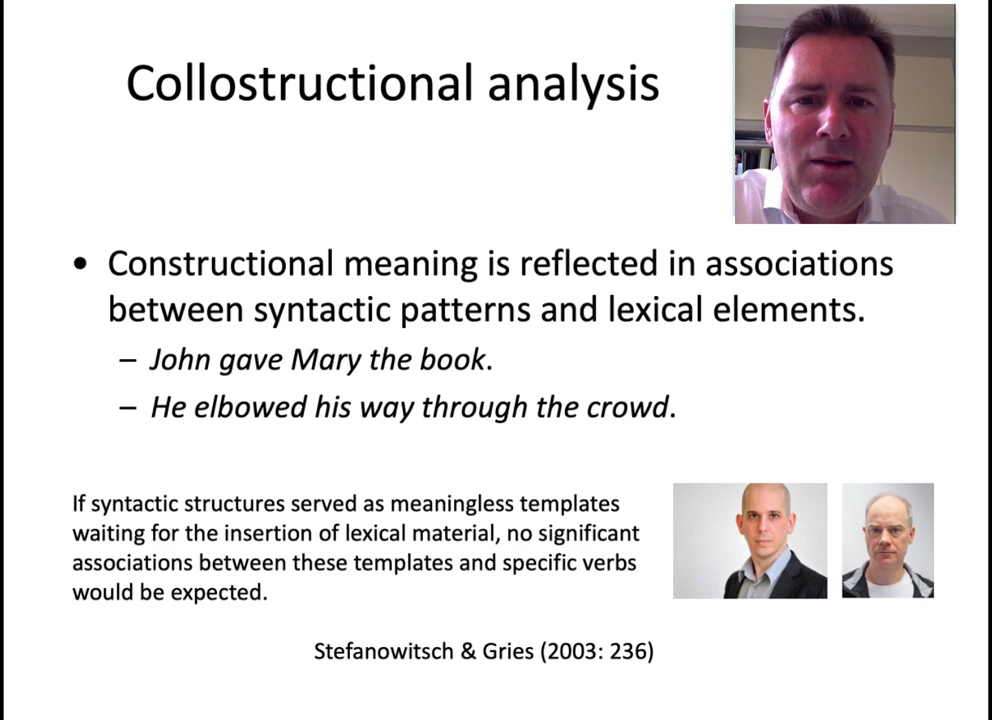 Collostructional analysis
• Constructional meaning is reflected in associations
between syntactic patterns and lexical elements.
– John gave Mary the book.
– He elbowed his way through the crowd.
If syntactic structures served as meaningless templates
waiting for the insertion of lexical material, no significant
associations between these templates and specific verbs
would be expected.
Stefanowitsch & Gries (2003: 236)